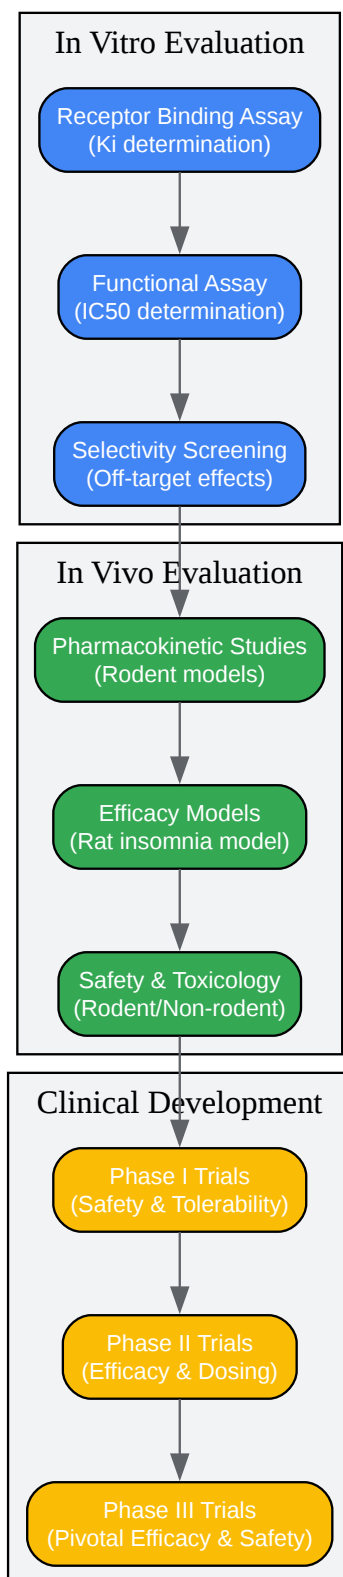 In Vitro Evaluation
Receptor Binding Assay
(Ki determination)
Functional Assay
(IC50 determination)
Selectivity Screening
(Off-target effects)
In Vivo Evaluation
Pharmacokinetic Studies
(Rodent models)
Efficacy Models
(Rat insomnia model)
Safety & Toxicology
(Rodent/Non-rodent)
Clinical Development
Phase I Trials
(Safety & Tolerability)
Phase II Trials
(Efficacy & Dosing)
Phase III Trials
(Pivotal Efficacy & Safety)